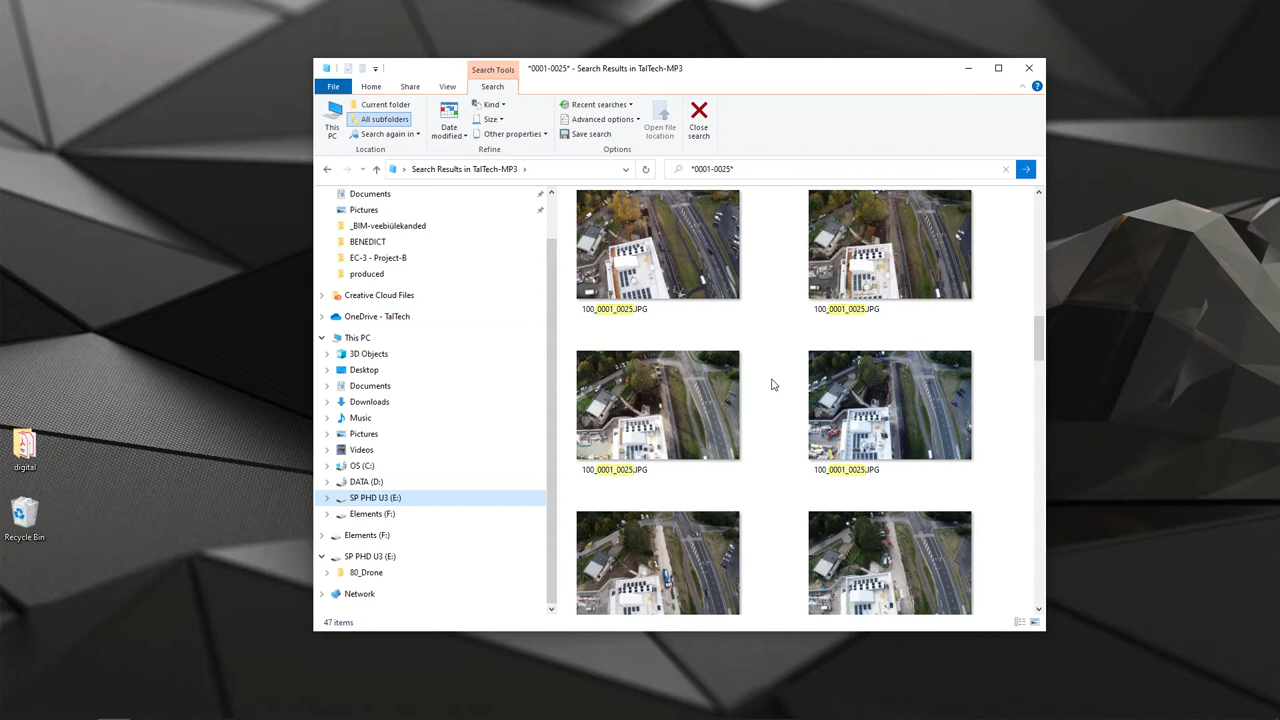 Search Tools
*0001-0025* - Search Results in TalTech-MP3
File
Home
Share
View
Search
This PC
Current folder
All subfolders
Search again in
Location
Date modified
Kind
Size
Other properties
Refine
Recent searches
Advanced options
Save search
Open file location
Close search
Options
Search Results in TalTech-MP3
*0001-0025*
Documents
Pictures
_BIM-veebiülekanded
BENEDICT
EC-3 - Project-B
produced
Creative Cloud Files
OneDrive - TalTech
This PC
3D Objects
Desktop
Documents
Downloads
Music
Pictures
Videos
OS (C:)
DATA (D:)
SP PHD U3 (E:)
Elements (F:)
Elements (F:)
SP PHD U3 (E:)
80_Drone
Network
100_0001_0025.JPG
100_0001_0025.JPG
100_0001_0025.JPG
100_0001_0025.JPG
47 items
digital
Recycle Bin